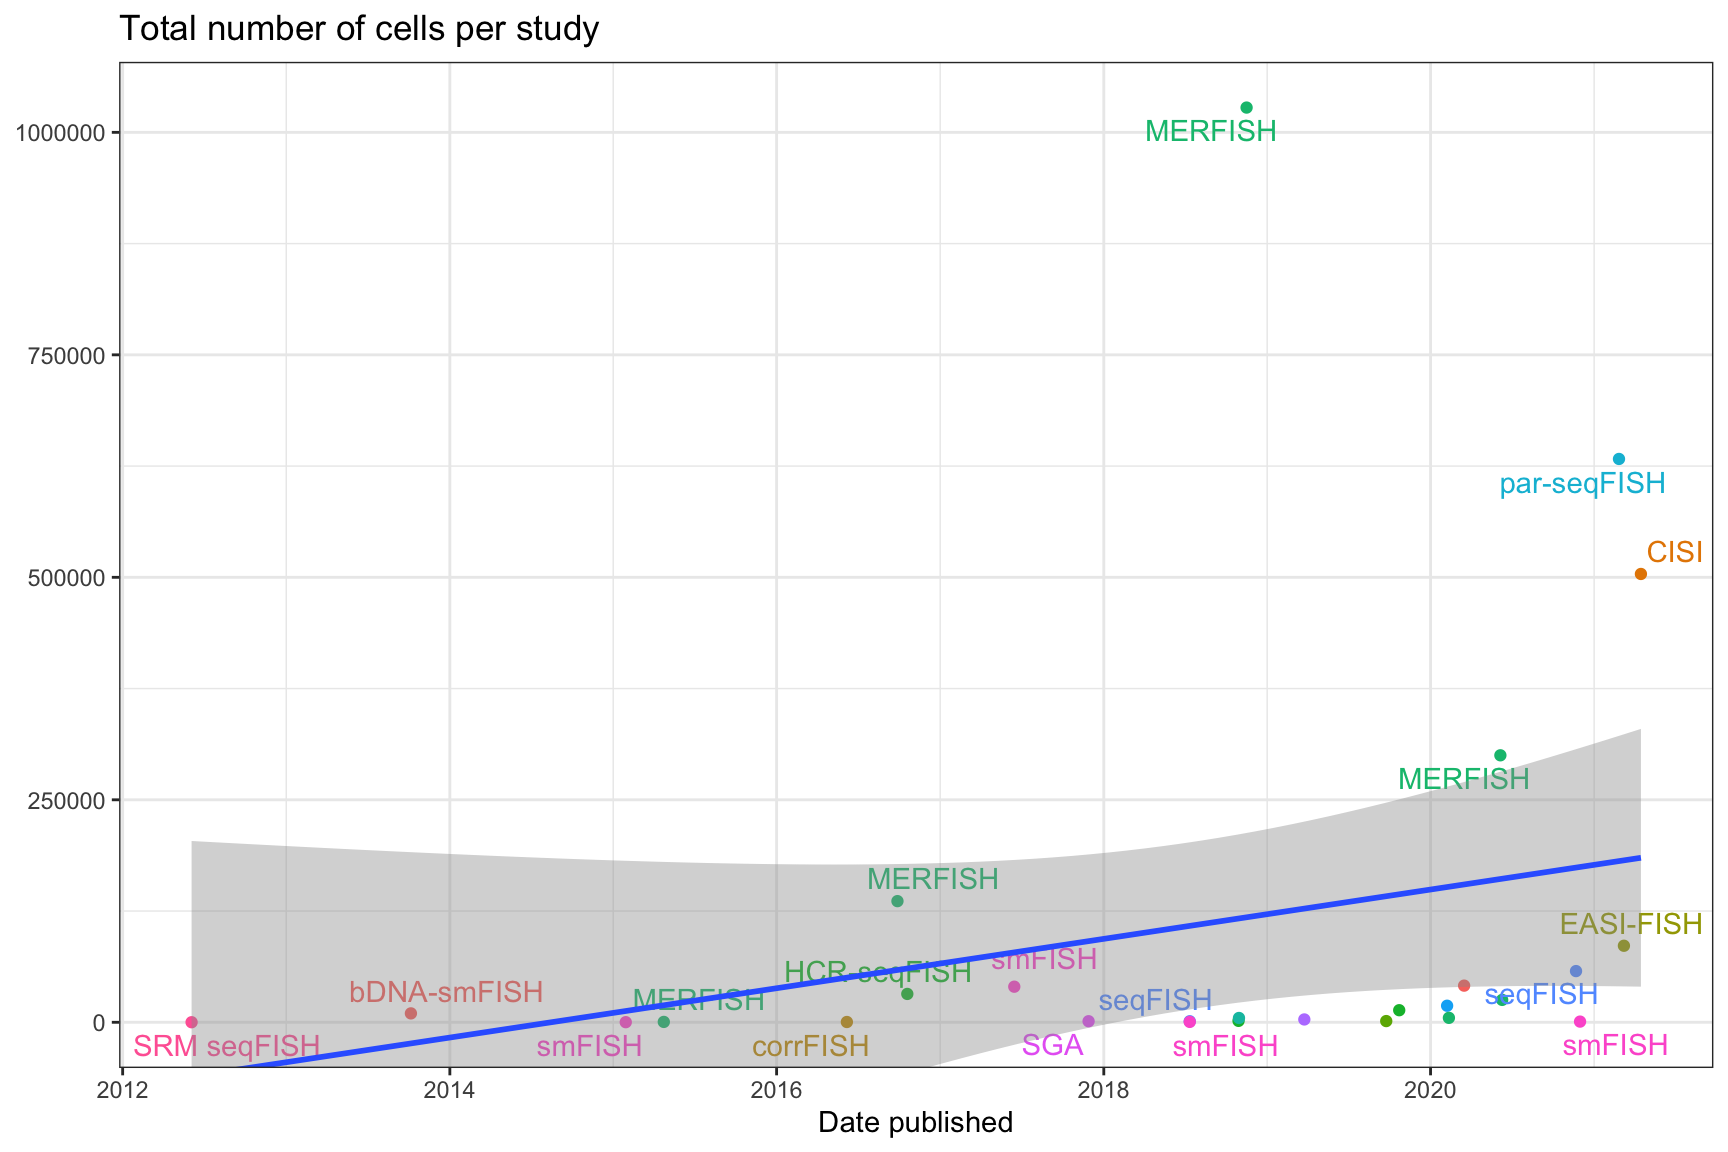 Total number of cells per study
1000000
750000
500000
250000
0
MERFISH
par-seqFISH
CISI
MERFISH
MERFISH
EASI-FISH
smFISH
HCR-seqFISH
bDNA-smFISH
MERFISH
seqFISH
seqFISH
SRM seqFISH
smFISH
corrFISH
SGA
smFISH
smFISH
2012
2014
2016
2018
2020
Date published